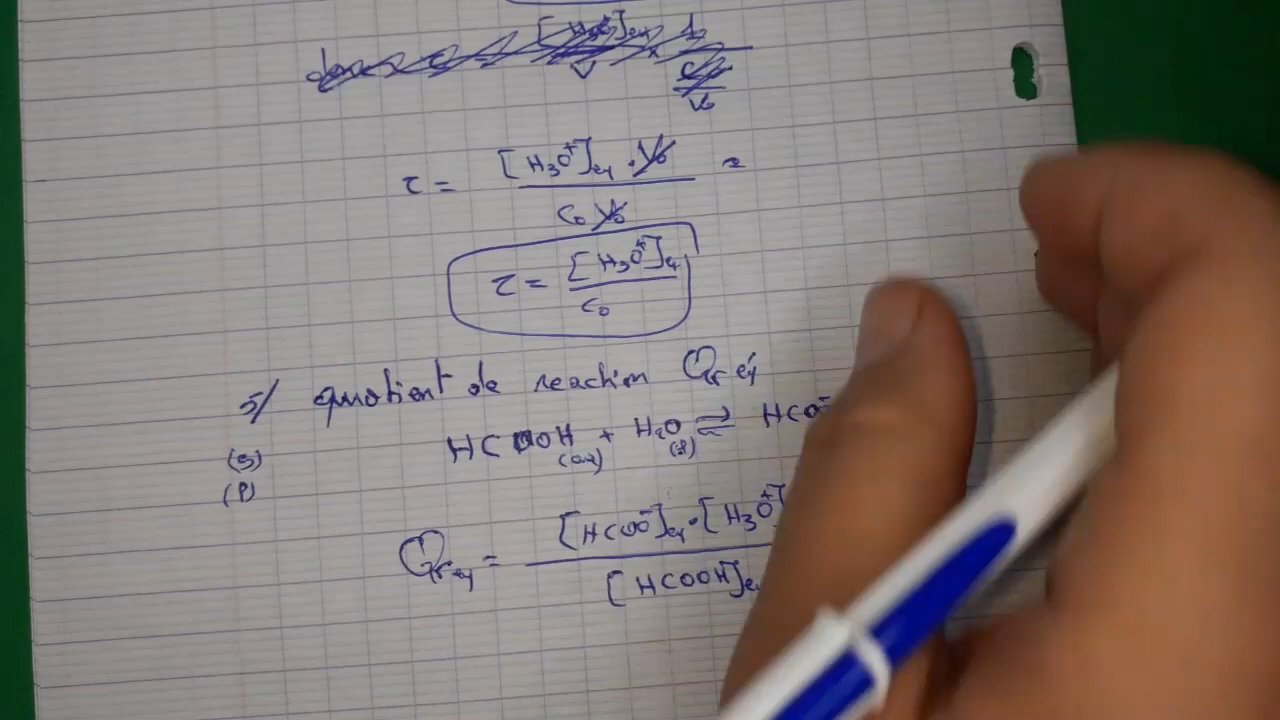 τ = [H₃O⁺]éq . V₀ =
C₀ V₀
τ = [H₃O⁺]éq
C₀
5/ quotient de reaction Qr éq
HCOOH + H₂O ⇌ HCO⁻
(S) (aq) (l)
(l)
Qr éq = [HCOO⁻]éq . [H₃O⁺]
[HCOOH]é